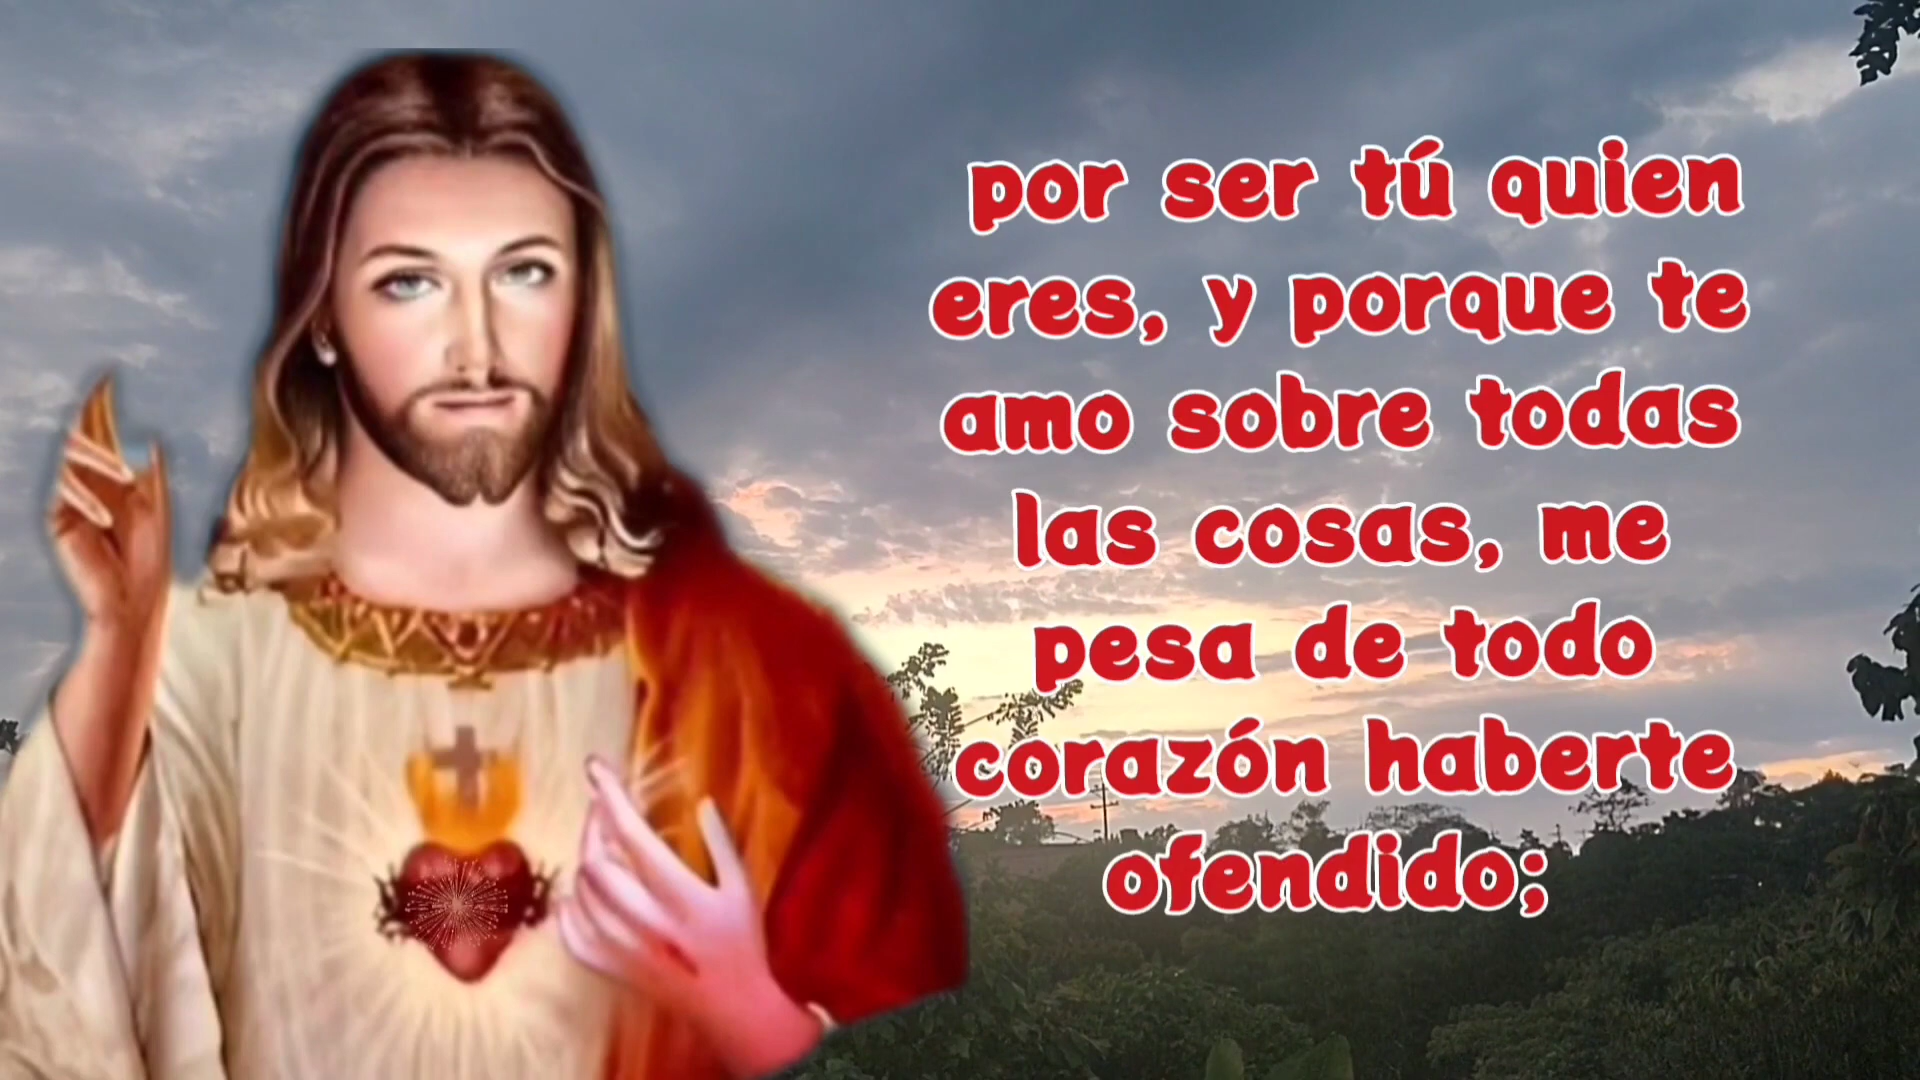 por ser tú quien
eres, y porque te
amo sobre todas
las cosas, me
pesa de todo
corazón haberte
ofendido;